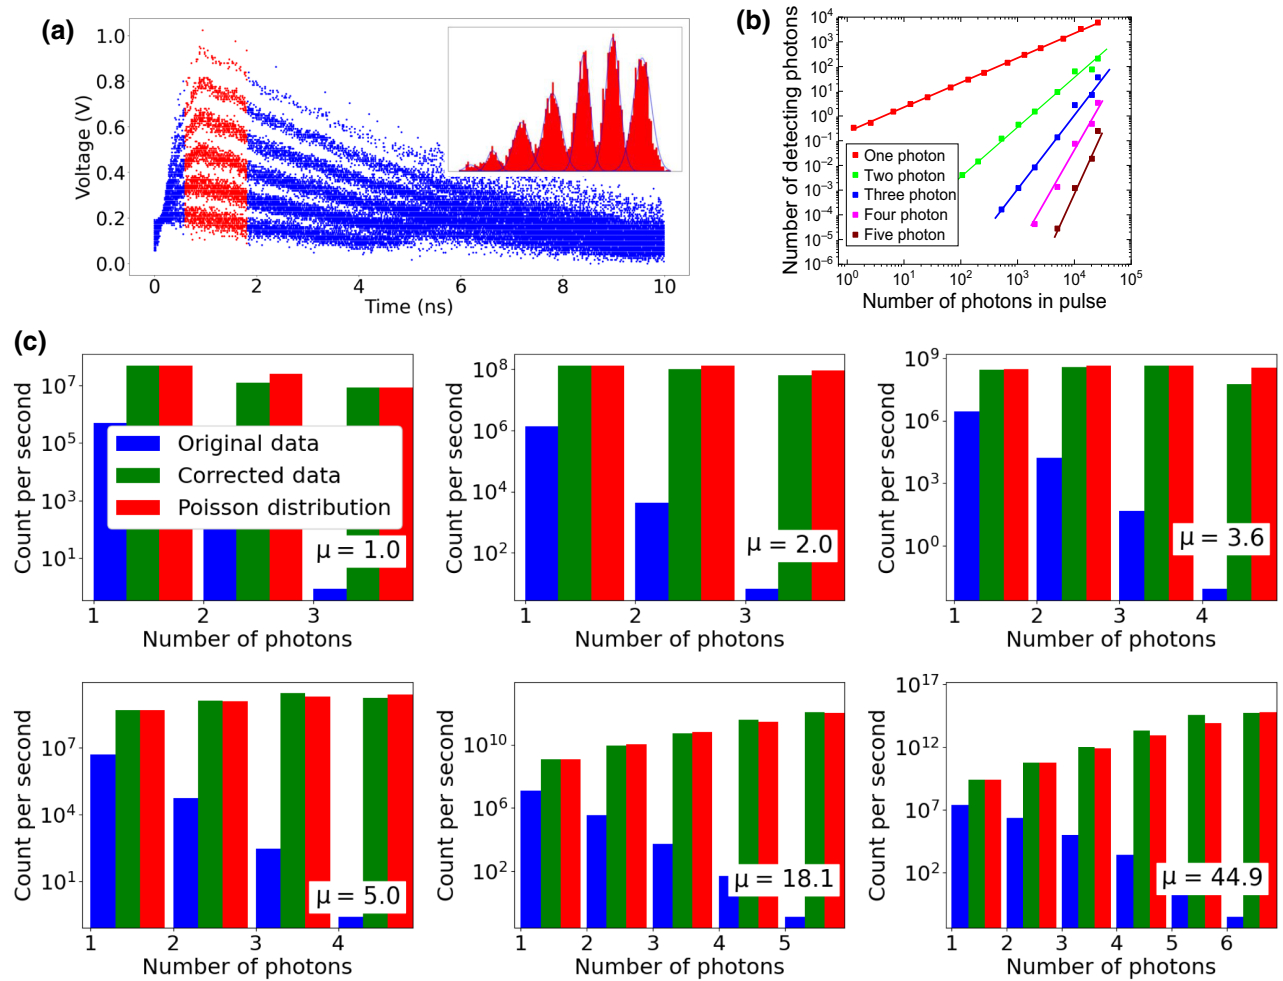 (a)
1.0
0.8
0.6
0.4
0.2
0.0
Voltage (V)
0 2 4 6 8 10
Time (ns)
(b)
10⁴
10³
10²
10¹
10⁰
10⁻¹
10⁻²
10⁻³
10⁻⁴
10⁻⁵
10⁻⁶
Number of detecting photons
One photon
Two photon
Three photon
Four photon
Five photon
10⁰ 10¹ 10² 10³ 10⁴ 10⁵
Number of photons in pulse
(c)
10⁷
10⁵
10³
10¹
Count per second
Original data
Corrected data
Poisson distribution
μ = 1.0
1 2 3
Number of photons
10⁸
10⁶
10⁴
10²
Count per second
μ = 2.0
1 2 3
Number of photons
10⁹
10⁶
10³
10⁰
Count per second
μ = 3.6
1 2 3 4
Number of photons
10⁷
10⁴
10¹
Count per second
μ = 5.0
1 2 3 4
Number of photons
10¹⁰
10⁶
10²
Count per second
μ = 18.1
1 2 3 4 5
Number of photons
10¹⁷
10¹²
10⁷
10²
Count per second
μ = 44.9
1 2 3 4 5 6
Number of photons